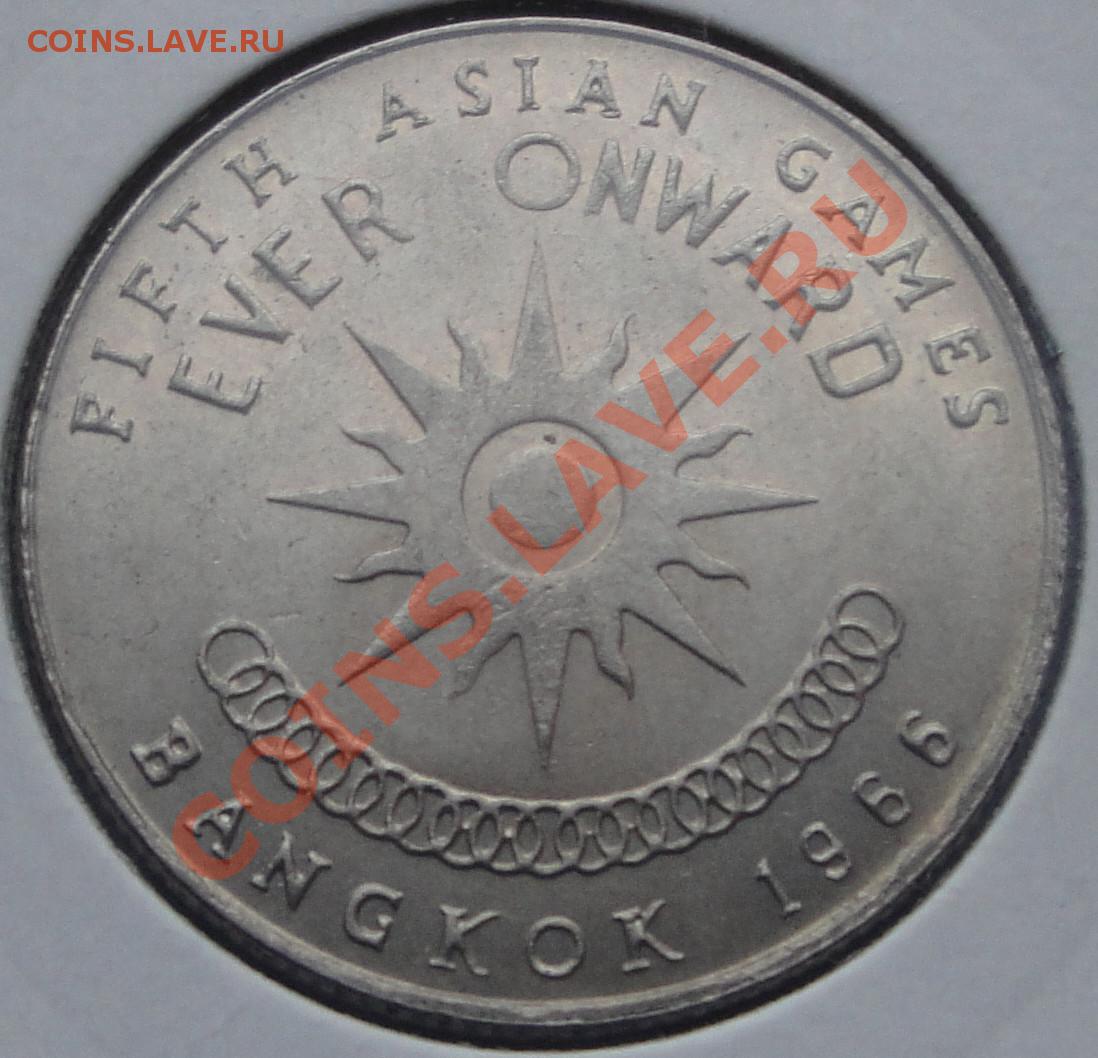 COINS.LAVE.RU
FIFTH ASIAN GAMES
EVER ONWARD
COINS.LAVE.RU
BANGKOK 1966